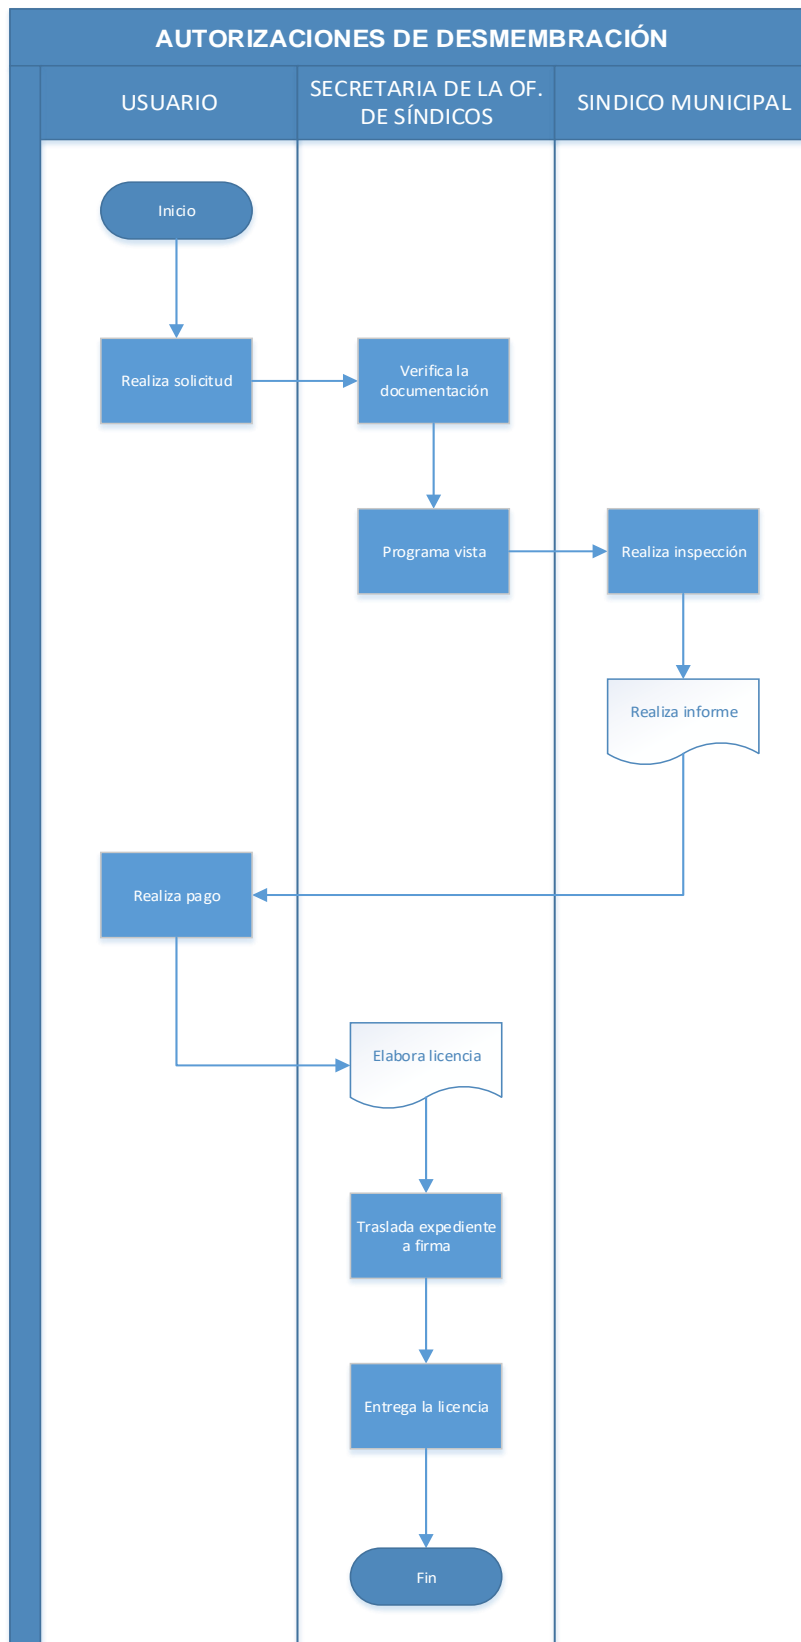 AUTORIZACIONES DE DESMEMBRACIÓN
USUARIO
SECRETARIA DE LA OF.
DE SÍNDICOS
SINDICO MUNICIPAL
Inicio
Realiza solicitud
Verifica la
documentación
Programa vista
Realiza inspección
Realiza informe
Realiza pago
Elabora licencia
Traslada expediente
a firma
Entrega la licencia
Fin